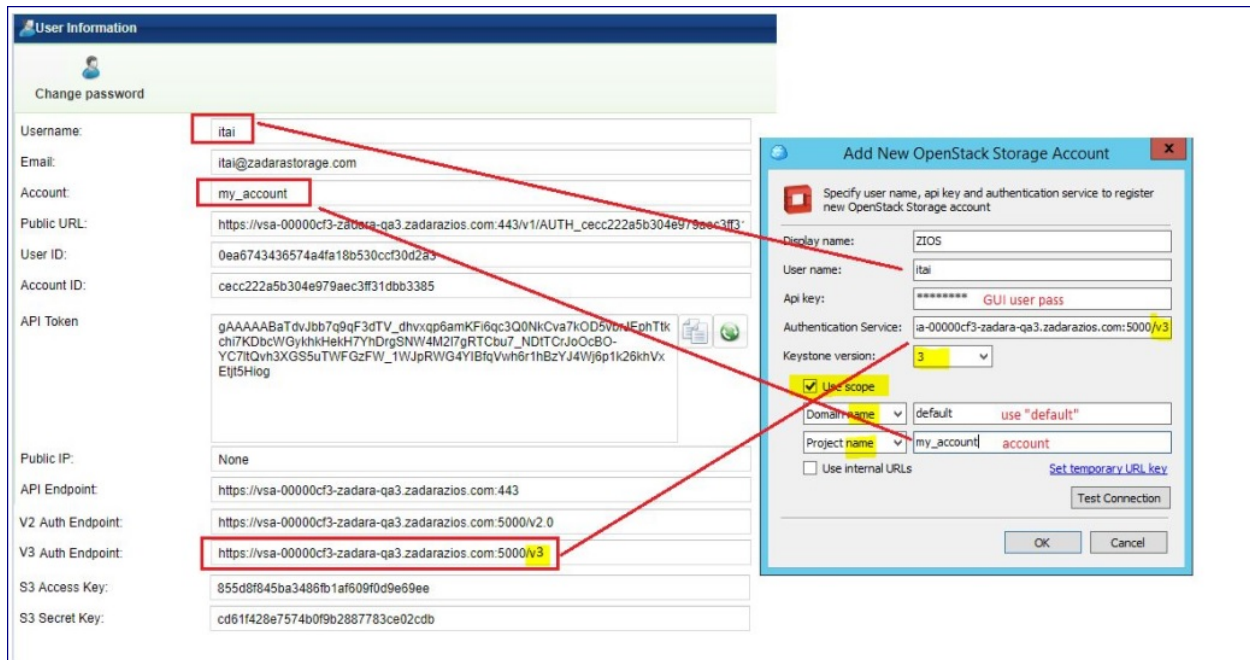 User Information
Change password
Username:
itai
Email:
itai@zadarastorage.com
Account:
my_account
Public URL:
https://vsa-00000cf3-zadara-qa3.zadarazios.com:443/v1/AUTH_cecc222a5b304e979aec3ff3
User ID:
0ea6743436574a4fa18b530ccf30d2a3
Account ID:
cecc222a5b304e979aec3ff31dbb3385
API Token
gAAAAABaTdvJbb7q9qF3dTV_dhvxqp6amKFi6qc3Q0NkCva7kOD5VbrJEphTtk
chi7KDbcWGykhkHekH7YhDrgSNW4M2l7gRTCbu7_NDtTCrJoOcBO-
YC7ltQvh3XGS5uTWFGzFW_1WJpRWG4YIBfqVwh6r1hBzYJ4Wj6p1k26khVx
Etjt5Hiog
Public IP:
None
API Endpoint:
https://vsa-00000cf3-zadara-qa3.zadarazios.com:443
V2 Auth Endpoint:
https://vsa-00000cf3-zadara-qa3.zadarazios.com:5000/v2.0
V3 Auth Endpoint:
https://vsa-00000cf3-zadara-qa3.zadarazios.com:5000/v3
S3 Access Key:
855d8f845ba3486fb1af609f0d9e69ee
S3 Secret Key:
cd61f428e7574b0f9b2887783ce02cdb
Add New OpenStack Storage Account
x
Specify user name, api key and authentication service to register
new OpenStack Storage account
Display name:
ZIOS
User name:
itai
Api key:
******** GUI user pass
Authentication Service:
a-00000cf3-zadara-qa3.zadarazios.com:5000/v3
Keystone version:
3
Use scope
Domain name
default use "default"
Project name
my_account account
Use internal URLs
Set temporary URL key
Test Connection
OK
Cancel